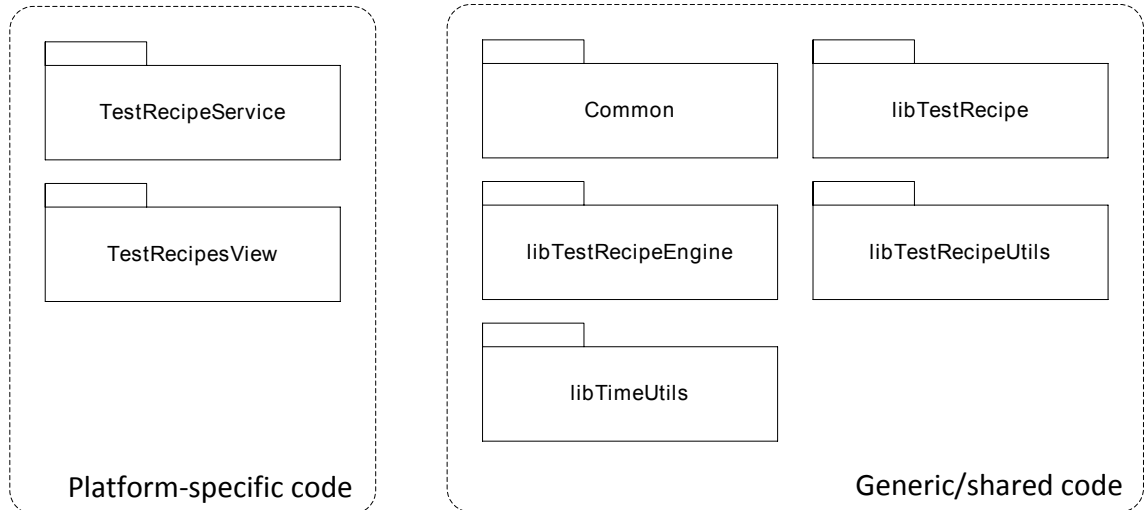 TestRecipeService
TestRecipesView
Platform-specific code
Common
libTestRecipe
libTestRecipeEngine
libTestRecipeUtils
libTimeUtils
Generic/shared code